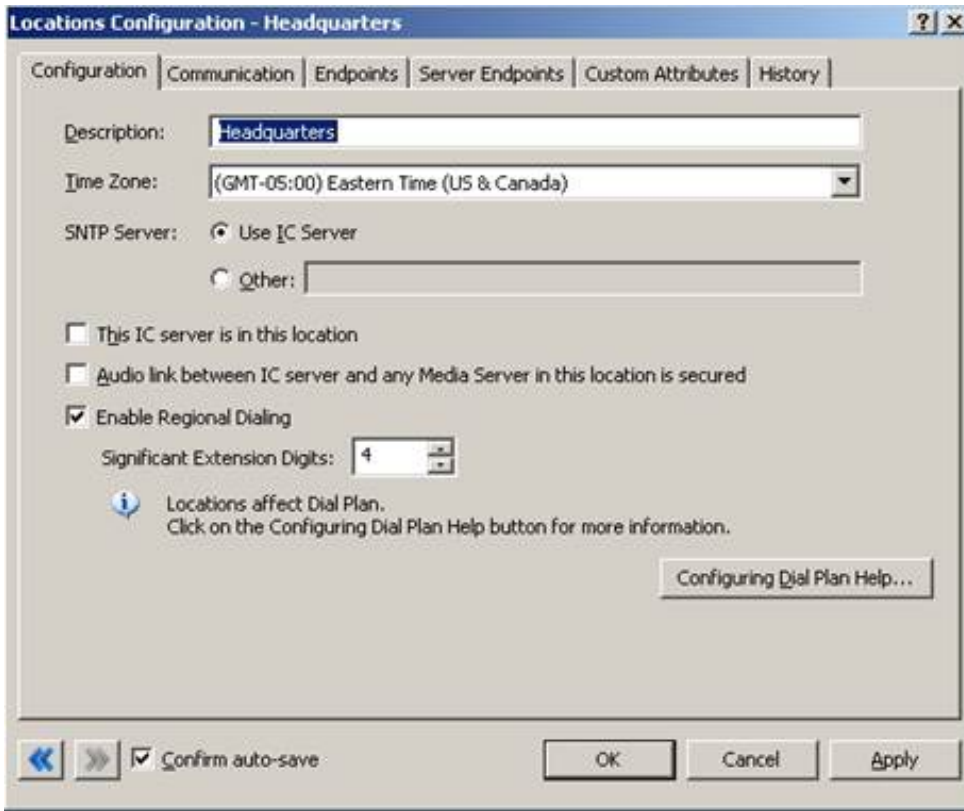 Locations Configuration - Headquarters
Configuration Communication Endpoints Server Endpoints Custom Attributes History
Description: Headquarters
Time Zone: (GMT-05:00) Eastern Time (US & Canada)
SNTP Server: Use IC Server
Other:
This IC server is in this location
Audio link between IC server and any Media Server in this location is secured
Enable Regional Dialing
Significant Extension Digits: 4
Locations affect Dial Plan.
Click on the Configuring Dial Plan Help button for more information.
Configuring Dial Plan Help...
Confirm auto-save OK Cancel Apply